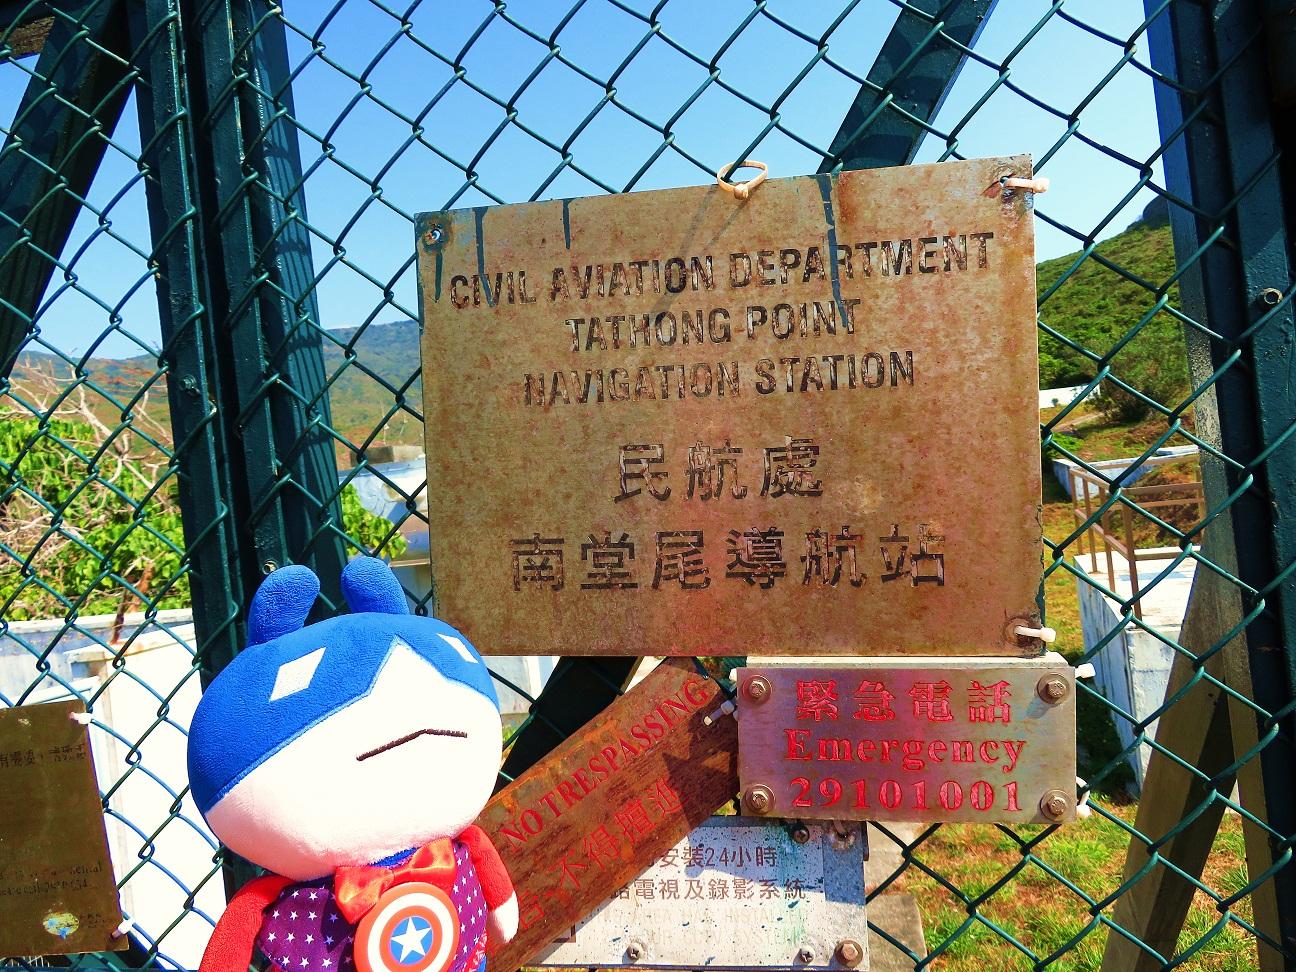 CIVIL AVIATION DEPARTMENT
TATHONG POINT
NAVIGATION STATION
民航處
南堂尾導航站
緊急電話
Emergency
29101001
NO TRESPASSING
不得擅進
安裝24小時
電視及錄影系統